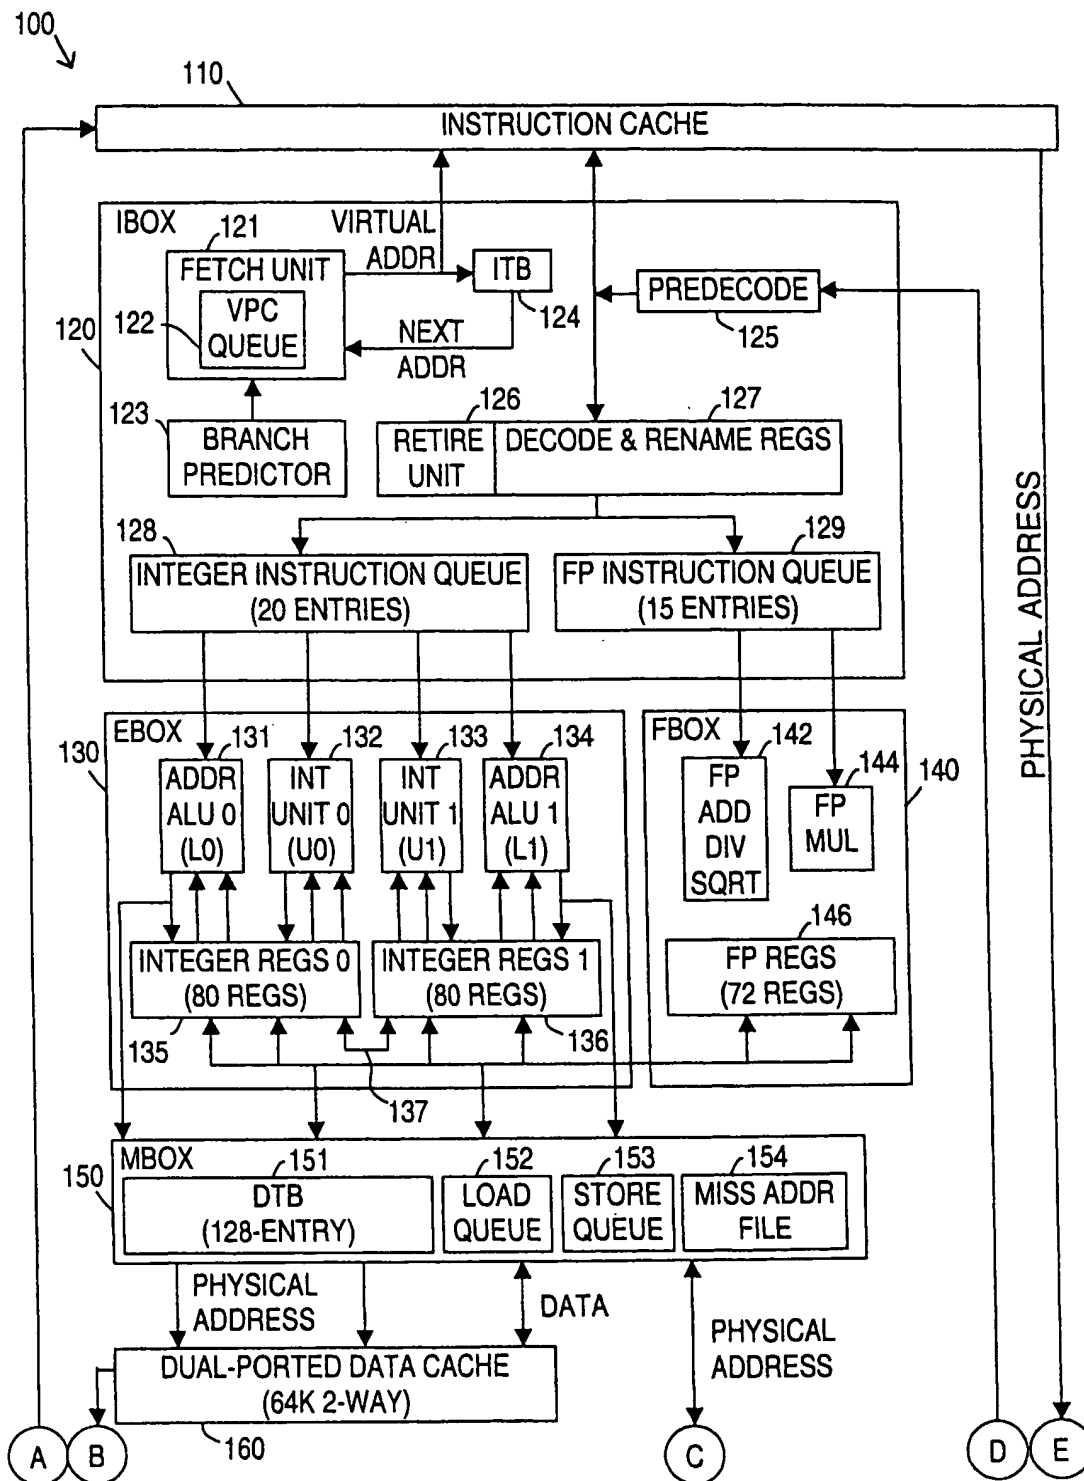 100
110
INSTRUCTION CACHE
IBOX
121
VIRTUAL
ADDR
FETCH UNIT
ITB
124
PREDECODE
125
122
VPC
QUEUE
120
NEXT
ADDR
123
BRANCH
PREDICTOR
126
127
RETIRE
UNIT
DECODE & RENAME REGS
128
129
INTEGER INSTRUCTION QUEUE
(20 ENTRIES)
FP INSTRUCTION QUEUE
(15 ENTRIES)
PHYSICAL ADDRESS
EBOX
131
132
133
134
FBOX
142
144
130
140
ADDR
ALU 0
(L0)
INT
UNIT 0
(U0)
INT
UNIT 1
(U1)
ADDR
ALU 1
(L1)
FP
ADD
DIV
SQRT
FP
MUL
INTEGER REGS 0
(80 REGS)
INTEGER REGS 1
(80 REGS)
146
FP REGS
(72 REGS)
135
136
137
MBOX
151
152
153
154
150
DTB
(128-ENTRY)
LOAD
QUEUE
STORE
QUEUE
MISS ADDR
FILE
PHYSICAL
ADDRESS
DATA
PHYSICAL
ADDRESS
DUAL-PORTED DATA CACHE
(64K 2-WAY)
160
A
B
C
D
E